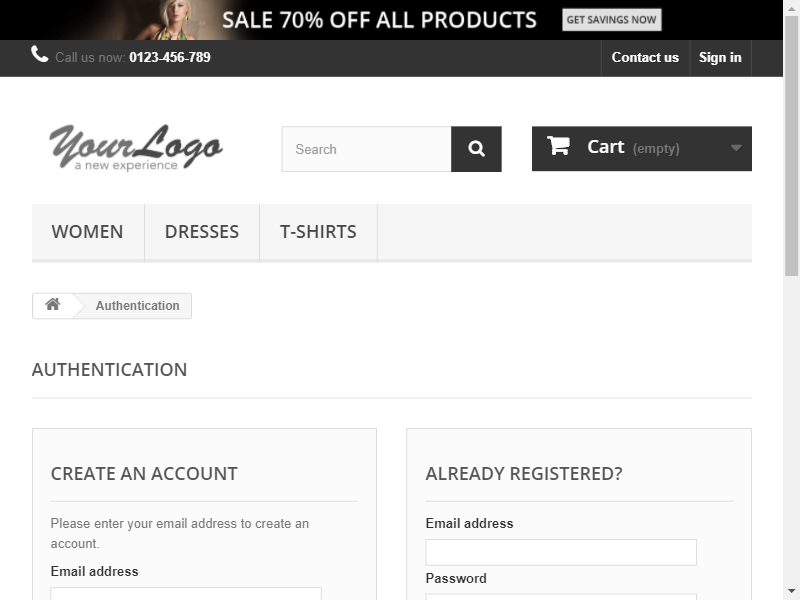 SALE 70% OFF ALL PRODUCTS GET SAVINGS NOW
Call us now: 0123-456-789 Contact us Sign in
YourLogo
a new experience
Search
Cart (empty)
WOMEN DRESSES T-SHIRTS
Authentication
AUTHENTICATION
CREATE AN ACCOUNT
Please enter your email address to create an
account.
Email address
ALREADY REGISTERED?
Email address
Password